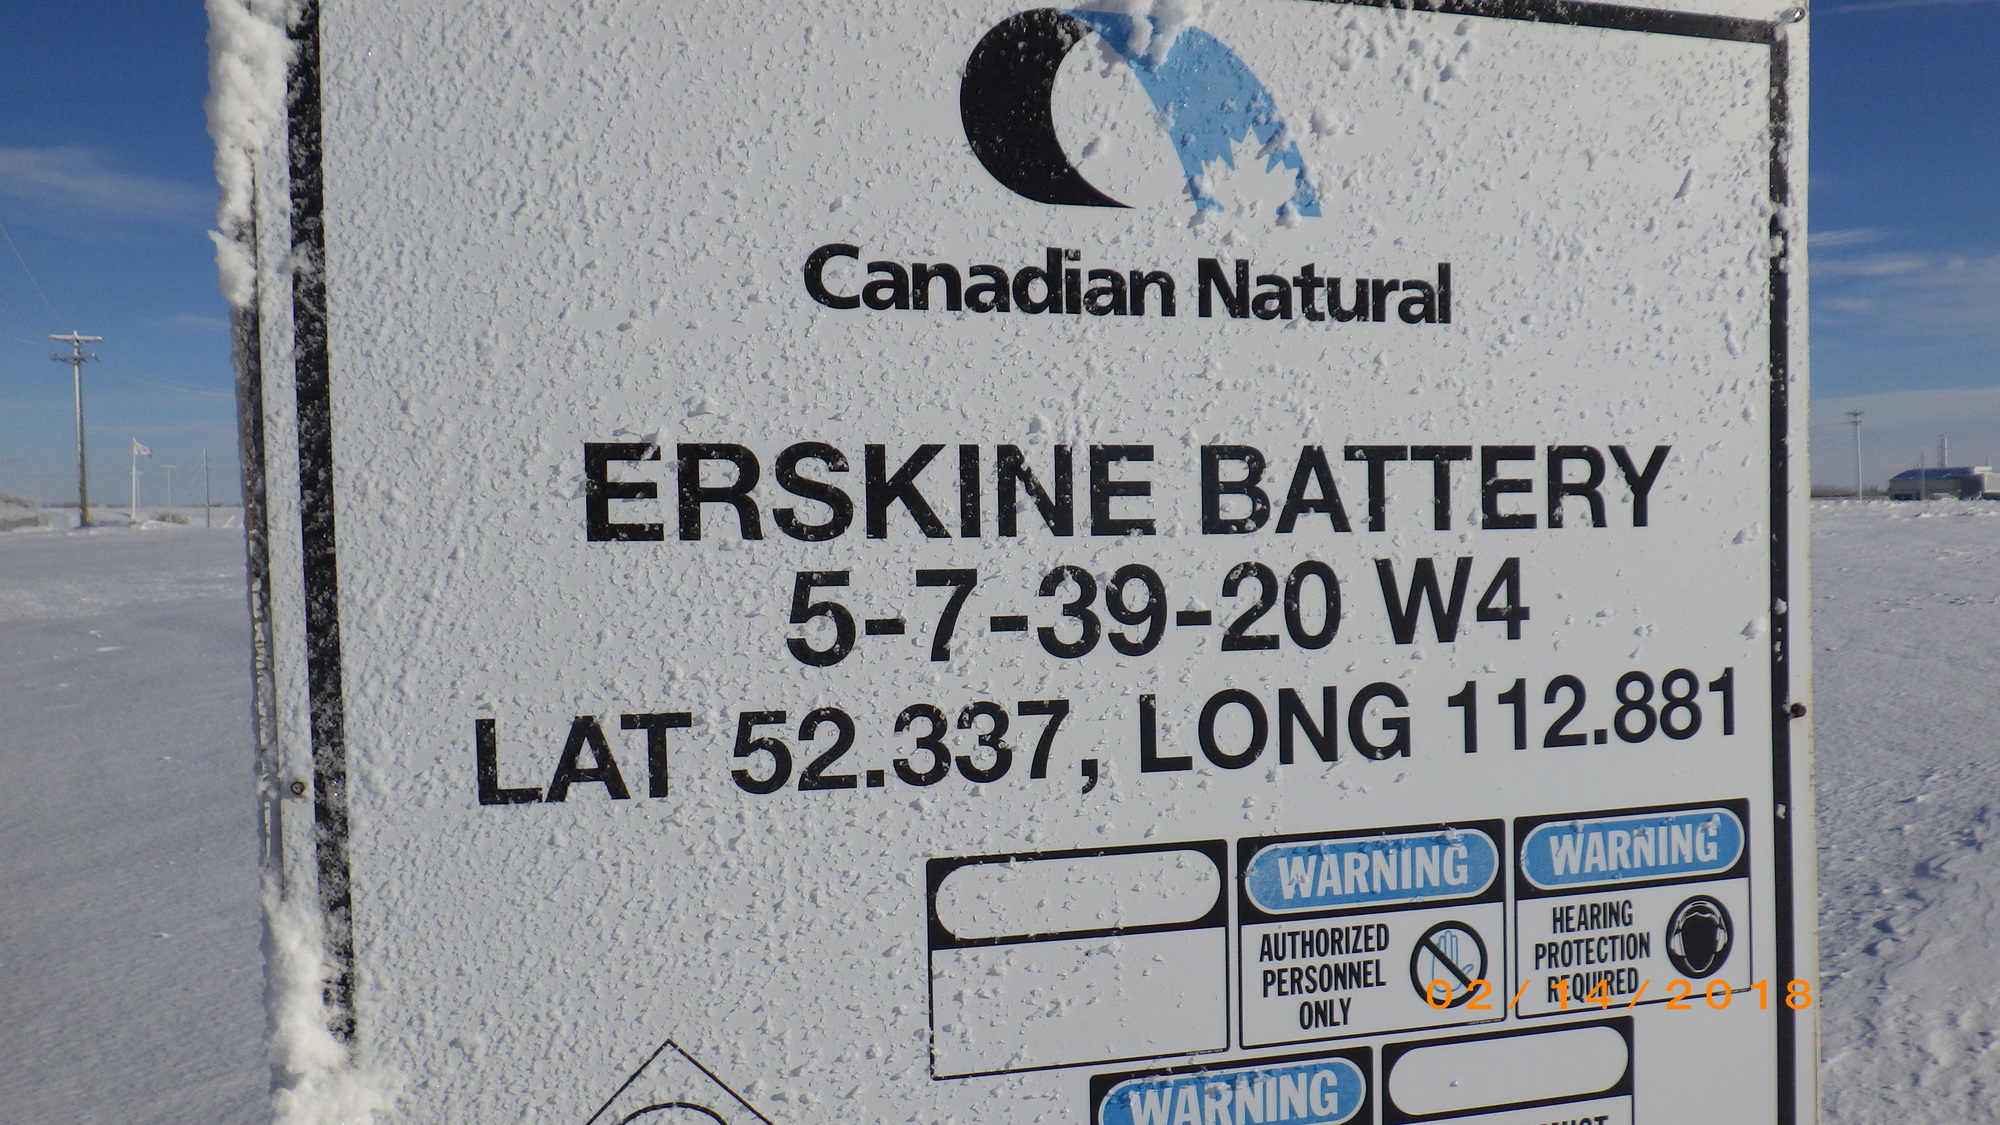 Canadian Natural
ERSKINE BATTERY
5-7-39-20 W4
LAT 52.337, LONG 112.881
WARNING
AUTHORIZED
PERSONNEL
ONLY
WARNING
HEARING
PROTECTION
REQUIRED
02/14/2018
WARNING